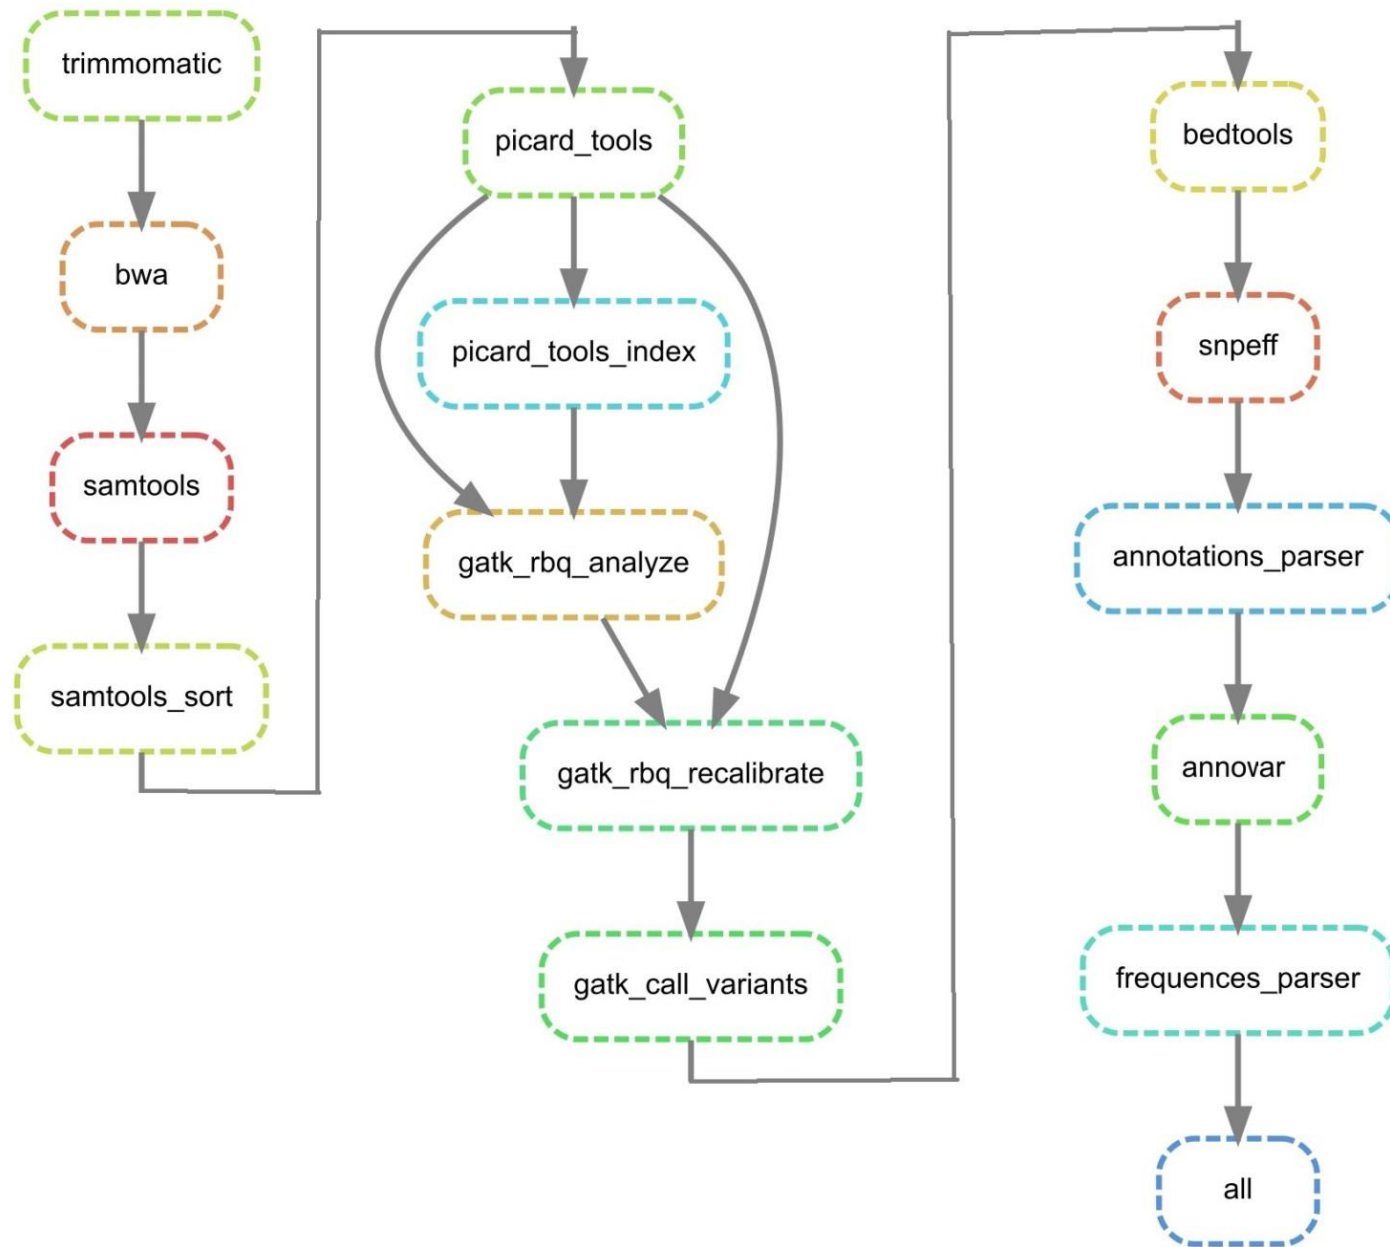 trimmomatic
bwa
samtools
samtools_sort
picard_tools
picard_tools_index
gatk_rbq_analyze
gatk_rbq_recalibrate
gatk_call_variants
bedtools
snpeff
annotations_parser
annovar
frequences_parser
all